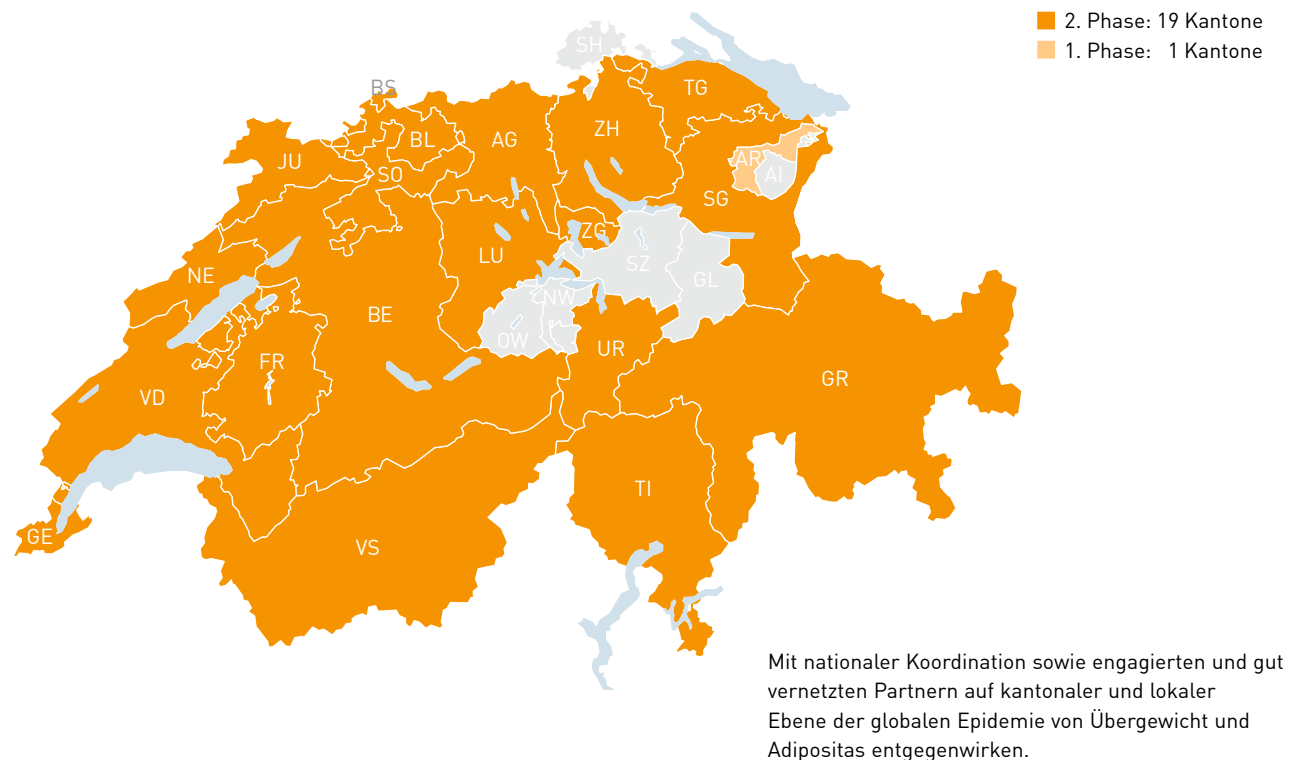 2. Phase: 19 Kantone
1. Phase: 1 Kantone
SH
BS
TG
ZH
BL
AG
JU
AR
SO
AI
SG
ZG
LU
SZ
NE
GL
NW
BE
OW
UR
FR
GR
VD
TI
GE
VS
Mit nationaler Koordination sowie engagierten und gut
vernetzten Partnern auf kantonaler und lokaler
Ebene der globalen Epidemie von Übergewicht und
Adipositas entgegenwirken.